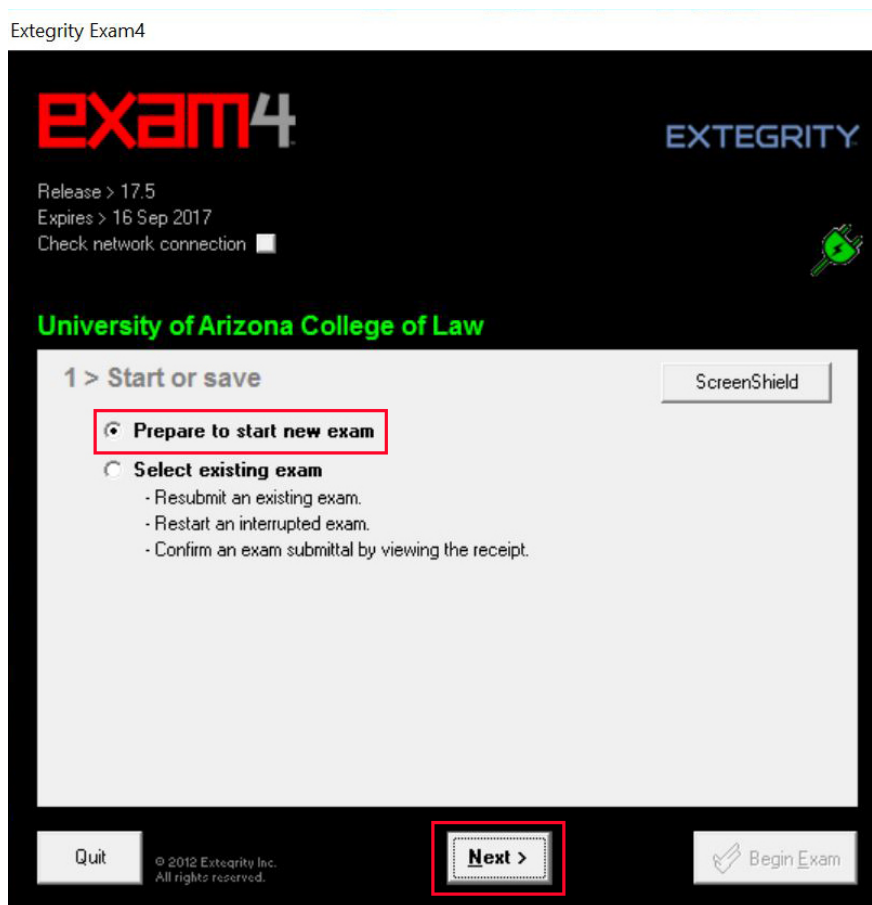 Extegrity Exam4
exam4
EXTEGRITY
Release > 17.5
Expires > 16 Sep 2017
Check network connection
University of Arizona College of Law
1 > Start or save
ScreenShield
Prepare to start new exam
Select existing exam
- Resubmit an existing exam.
- Restart an interrupted exam.
- Confirm an exam submittal by viewing the receipt.
Quit
© 2012 Extegrity Inc.
All rights reserved.
Next >
Begin Exam